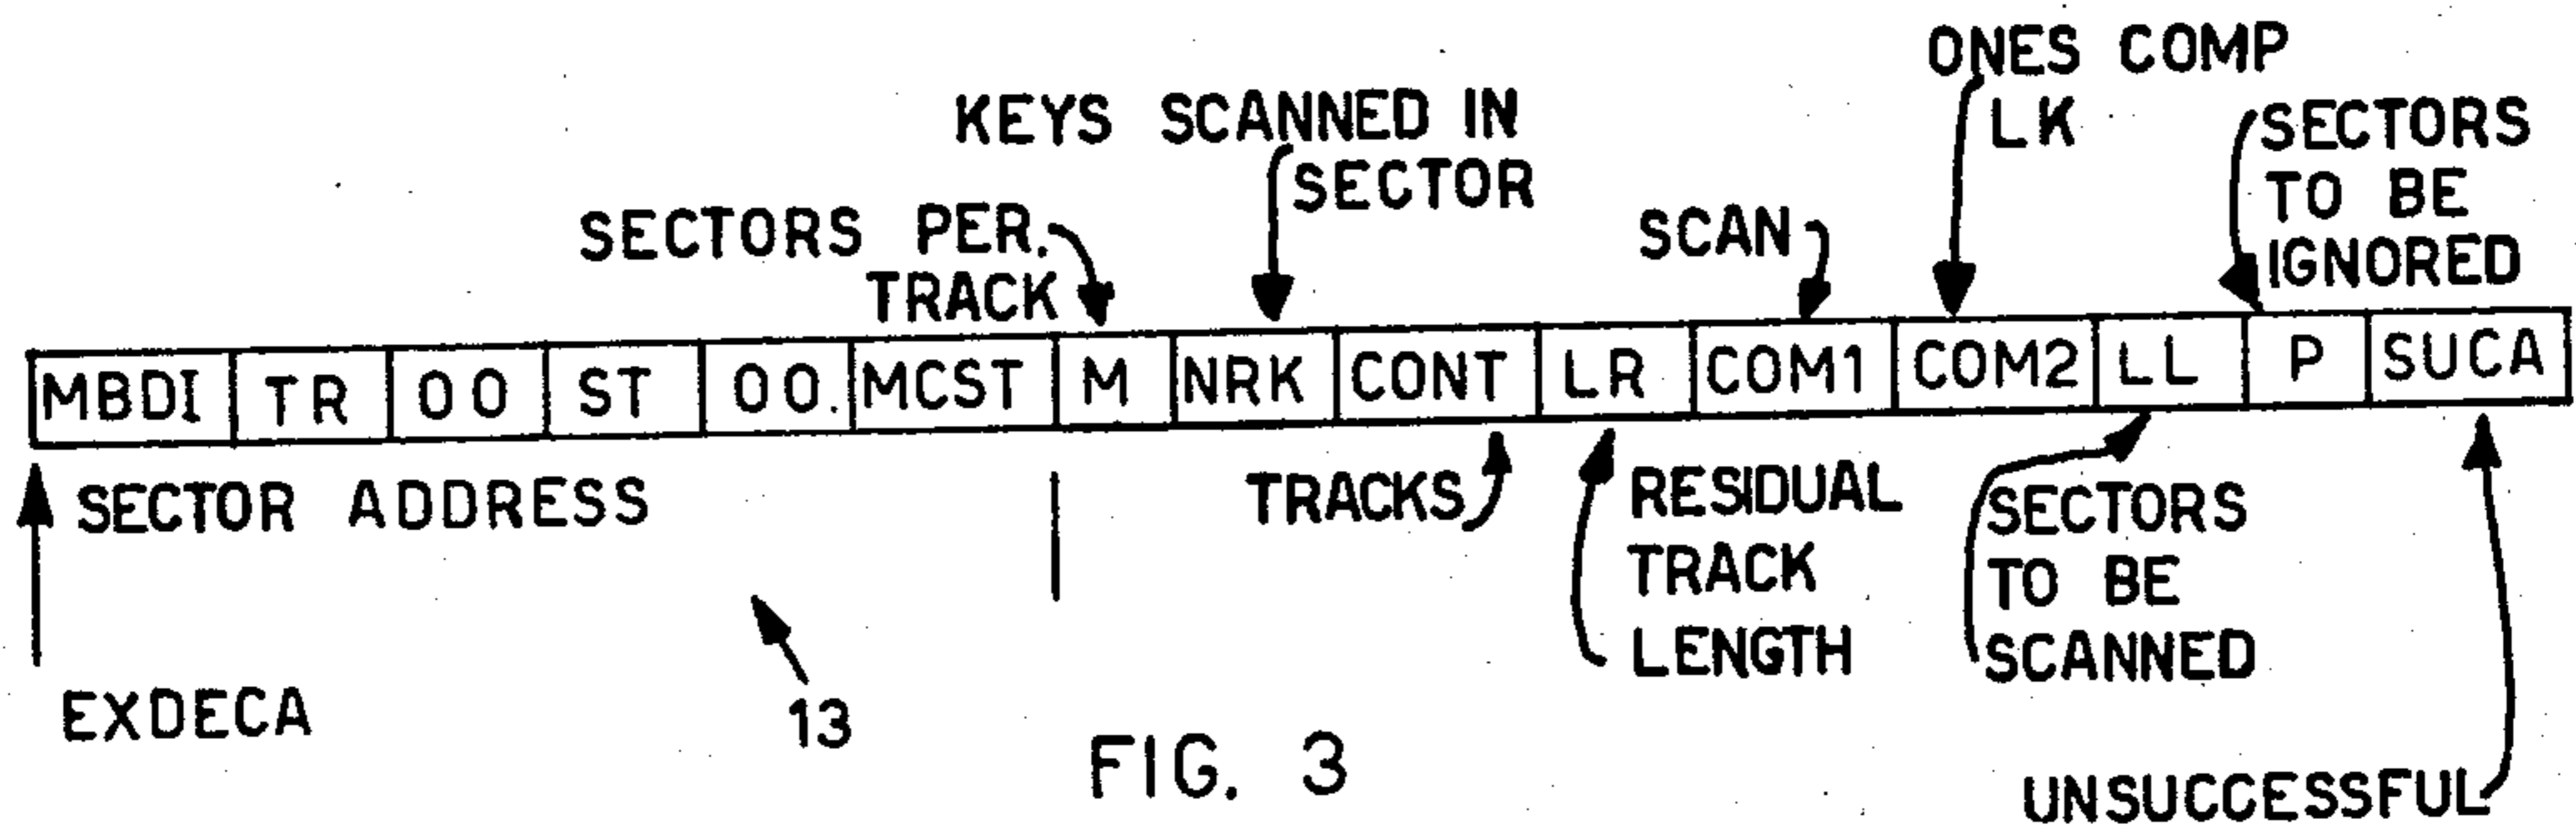 ONES COMP
LK
KEYS SCANNED IN
SECTOR
SECTORS
TO BE
IGNORED
SECTORS PER.
TRACK
SCAN
MBDI TR 00 ST 00. MCST M NRK CONT LR COM1 COM2 LL P SUCA
SECTOR ADDRESS
TRACKS
RESIDUAL
TRACK
LENGTH
SECTORS
TO BE
SCANNED
EXDECA
13
UNSUCCESSFUL
FIG. 3